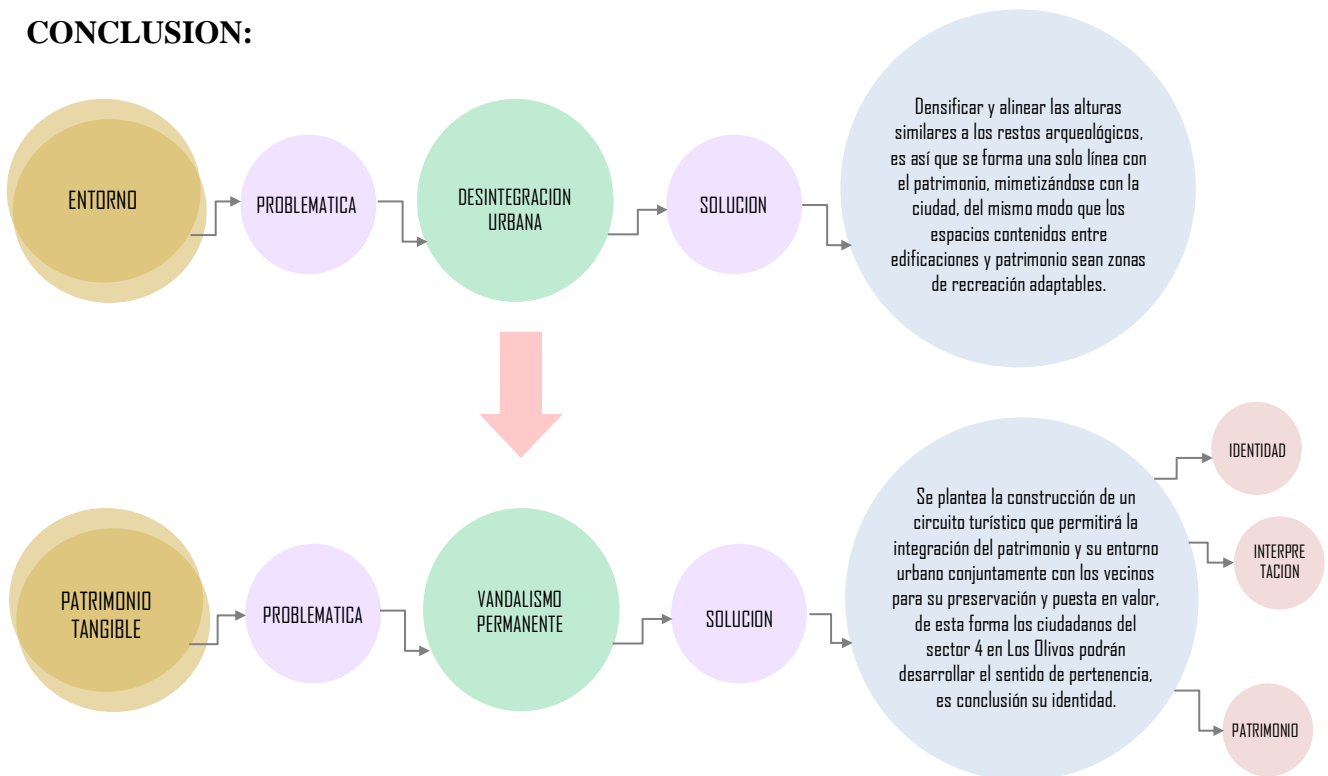 CONCLUSION:
ENTORNO
PROBLEMATICA
DESINTEGRACION
URBANA
SOLUCION
Densificar y alinear las alturas
similares a los restos arqueológicos,
es así que se forma una solo línea con
el patrimonio, mimetizándose con la
ciudad, del mismo modo que los
espacios contenidos entre
edificaciones y patrimonio sean zonas
de recreación adaptables.
PATRIMONIO
TANGIBLE
PROBLEMATICA
VANDALISMO
PERMANENTE
SOLUCION
Se plantea la construcción de un
circuito turístico que permitirá la
integración del patrimonio y su entorno
urbano conjuntamente con los vecinos
para su preservación y puesta en valor,
de esta forma los ciudadanos del
sector 4 en Los Olivos podrán
desarrollar el sentido de pertenencia,
es conclusión su identidad.
IDENTIDAD
INTERPRE
TACION
PATRIMONIO